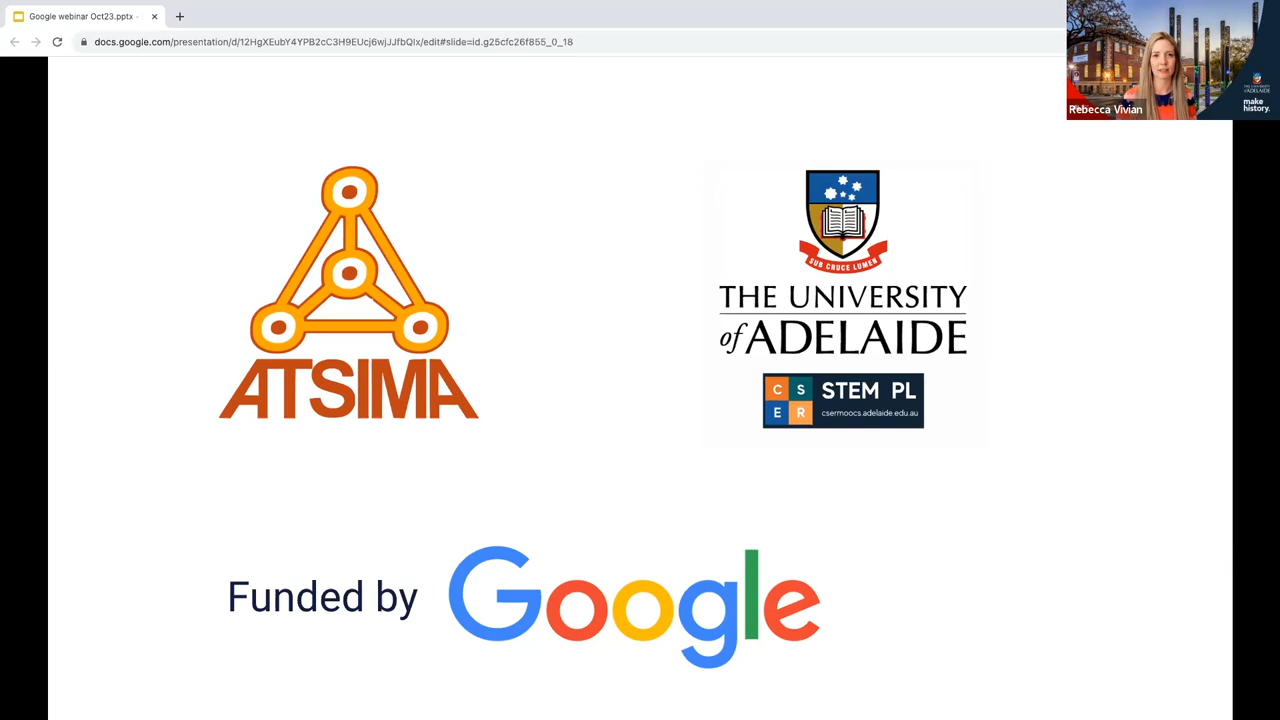 Google webinar Oct23.pptx -
docs.google.com/presentation/d/12HgXEubY4YPB2cC3H9EUcj6wjJJfbQIx/edit#slide=id.g25cfc26f855_0_18
THE UNIVERSITY
of ADELAIDE
make
history.
Rebecca Vivian
SUB CRUCE LUMEN
THE UNIVERSITY
of ADELAIDE
ATSIMA
C S
E R
STEM PL
csermoocs.adelaide.edu.au
Funded by Google